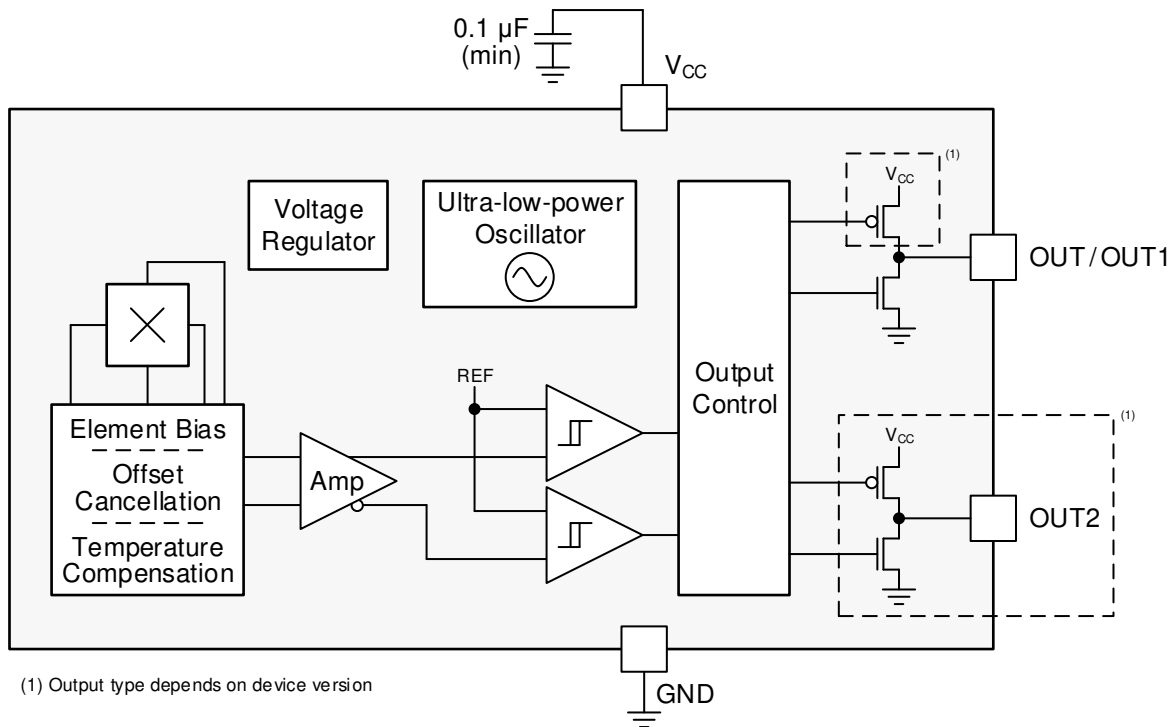 0.1 µF
(min)
VCC
(1)
VCC
Voltage
Regulator
Ultra-low-power
Oscillator
OUT/OUT1
REF
Output
Control
Element Bias
Offset
Cancellation
Temperature
Compensation
Amp
(1)
VCC
OUT2
GND
(1) Output type depends on device version